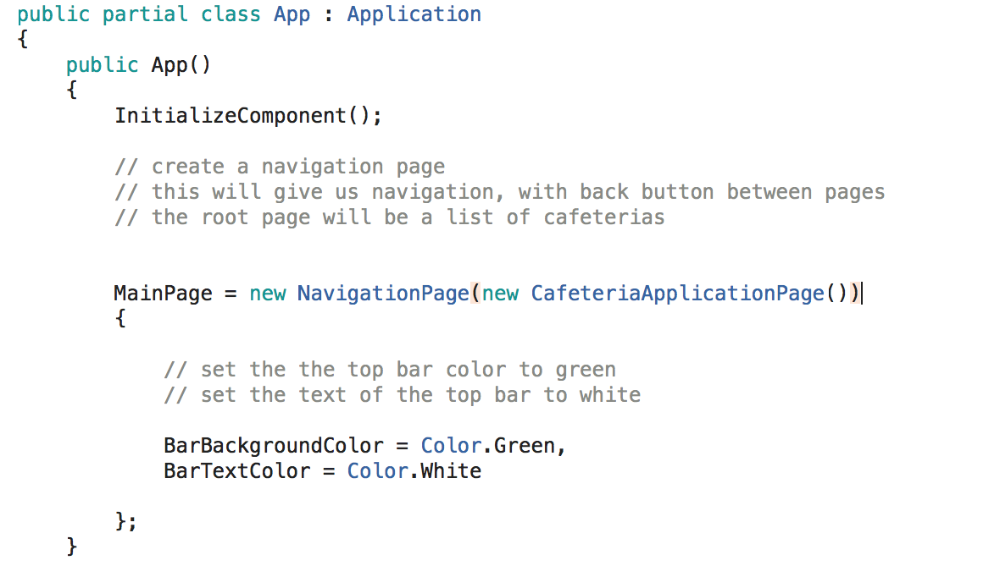 public partial class App : Application
{
    public App()
    {
        InitializeComponent();
        // create a navigation page
        // this will give us navigation, with back button between pages
        // the root page will be a list of cafeterias
        MainPage = new NavigationPage(new CafeteriaApplicationPage())
        {
            // set the the top bar color to green
            // set the text of the top bar to white
            BarBackgroundColor = Color.Green,
            BarTextColor = Color.White
        };
    }